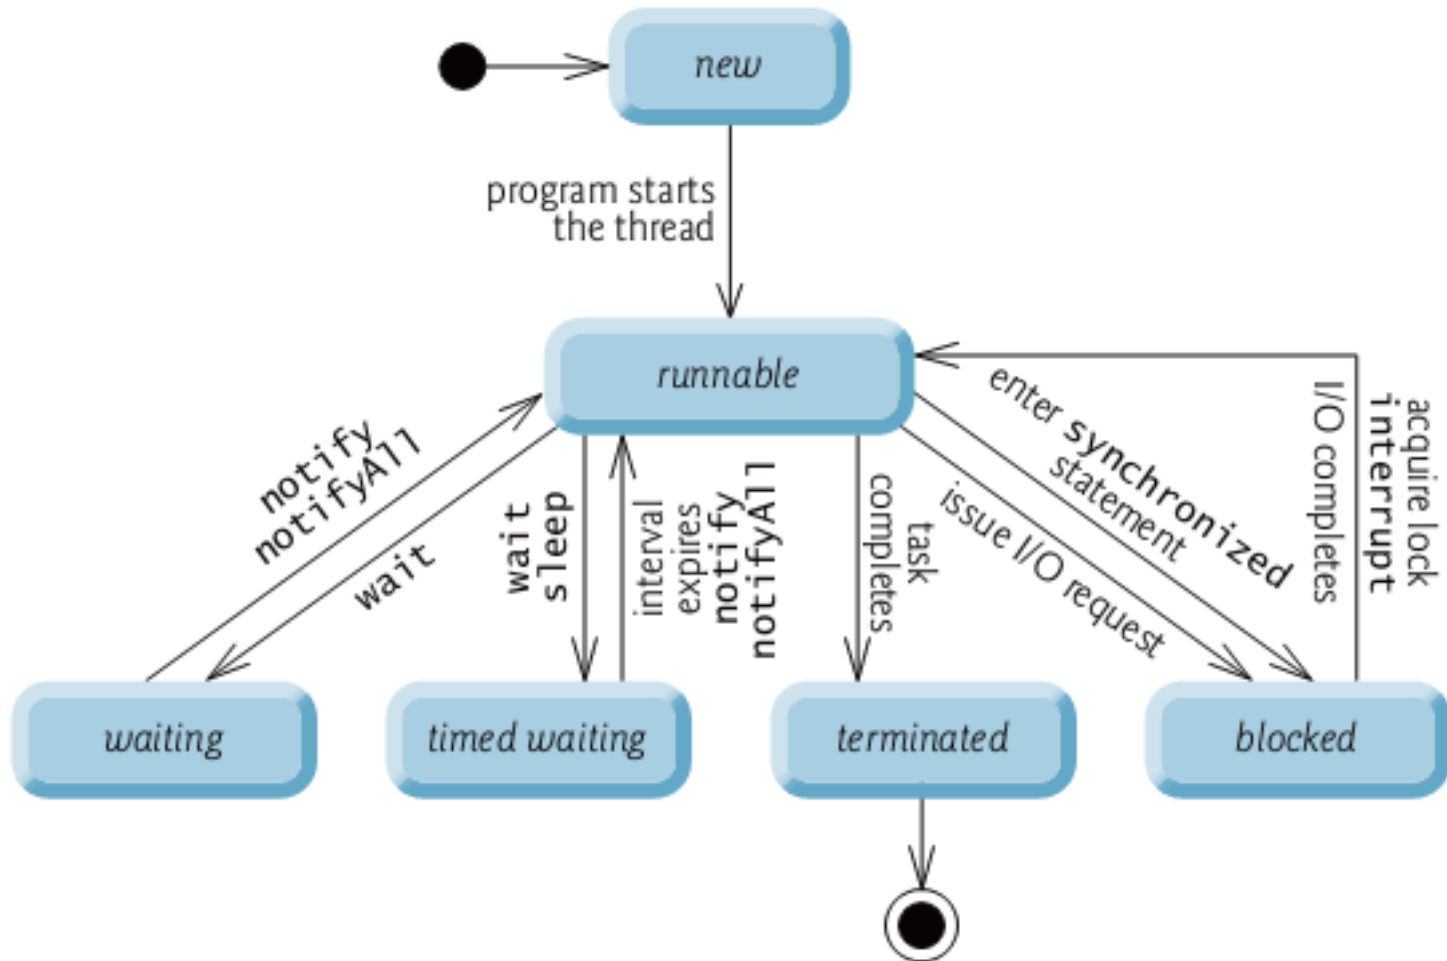 new
program starts
the thread
runnable
notify
notifyAll
wait
wait
sleep
interval
expires
notify
notifyAll
task
completes
enter synchronized
statement
issue I/O request
acquire lock
interrupt
I/O completes
waiting
timed waiting
terminated
blocked